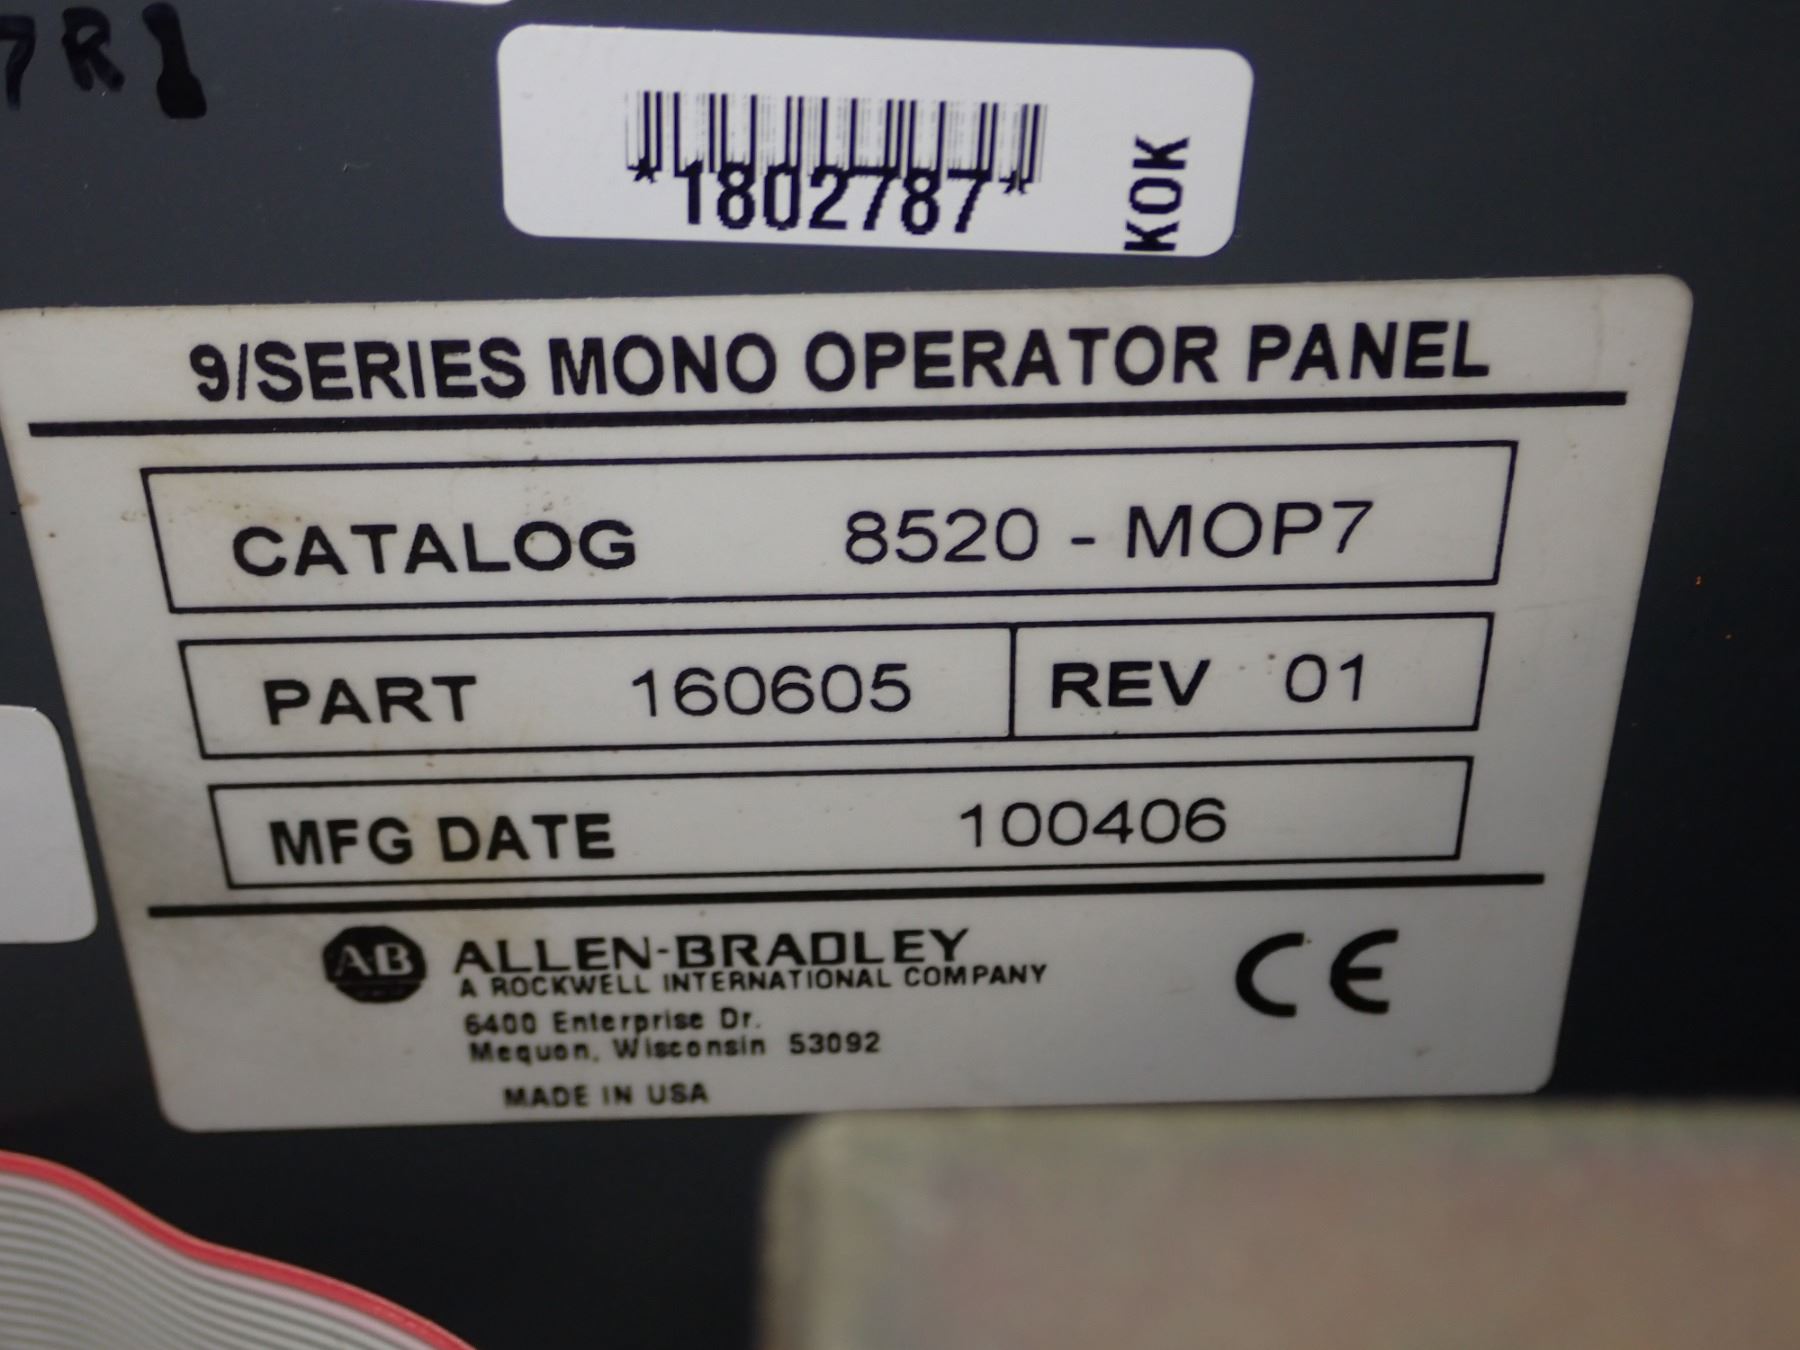 7R1
*1802787*
KOK
9/SERIES MONO OPERATOR PANEL
CATALOG 8520 - MOP7
PART 160605 REV 01
MFG DATE 100406
AB ALLEN-BRADLEY
A ROCKWELL INTERNATIONAL COMPANY
6400 Enterprise Dr.
Mequon, Wisconsin 53092
MADE IN USA
CE